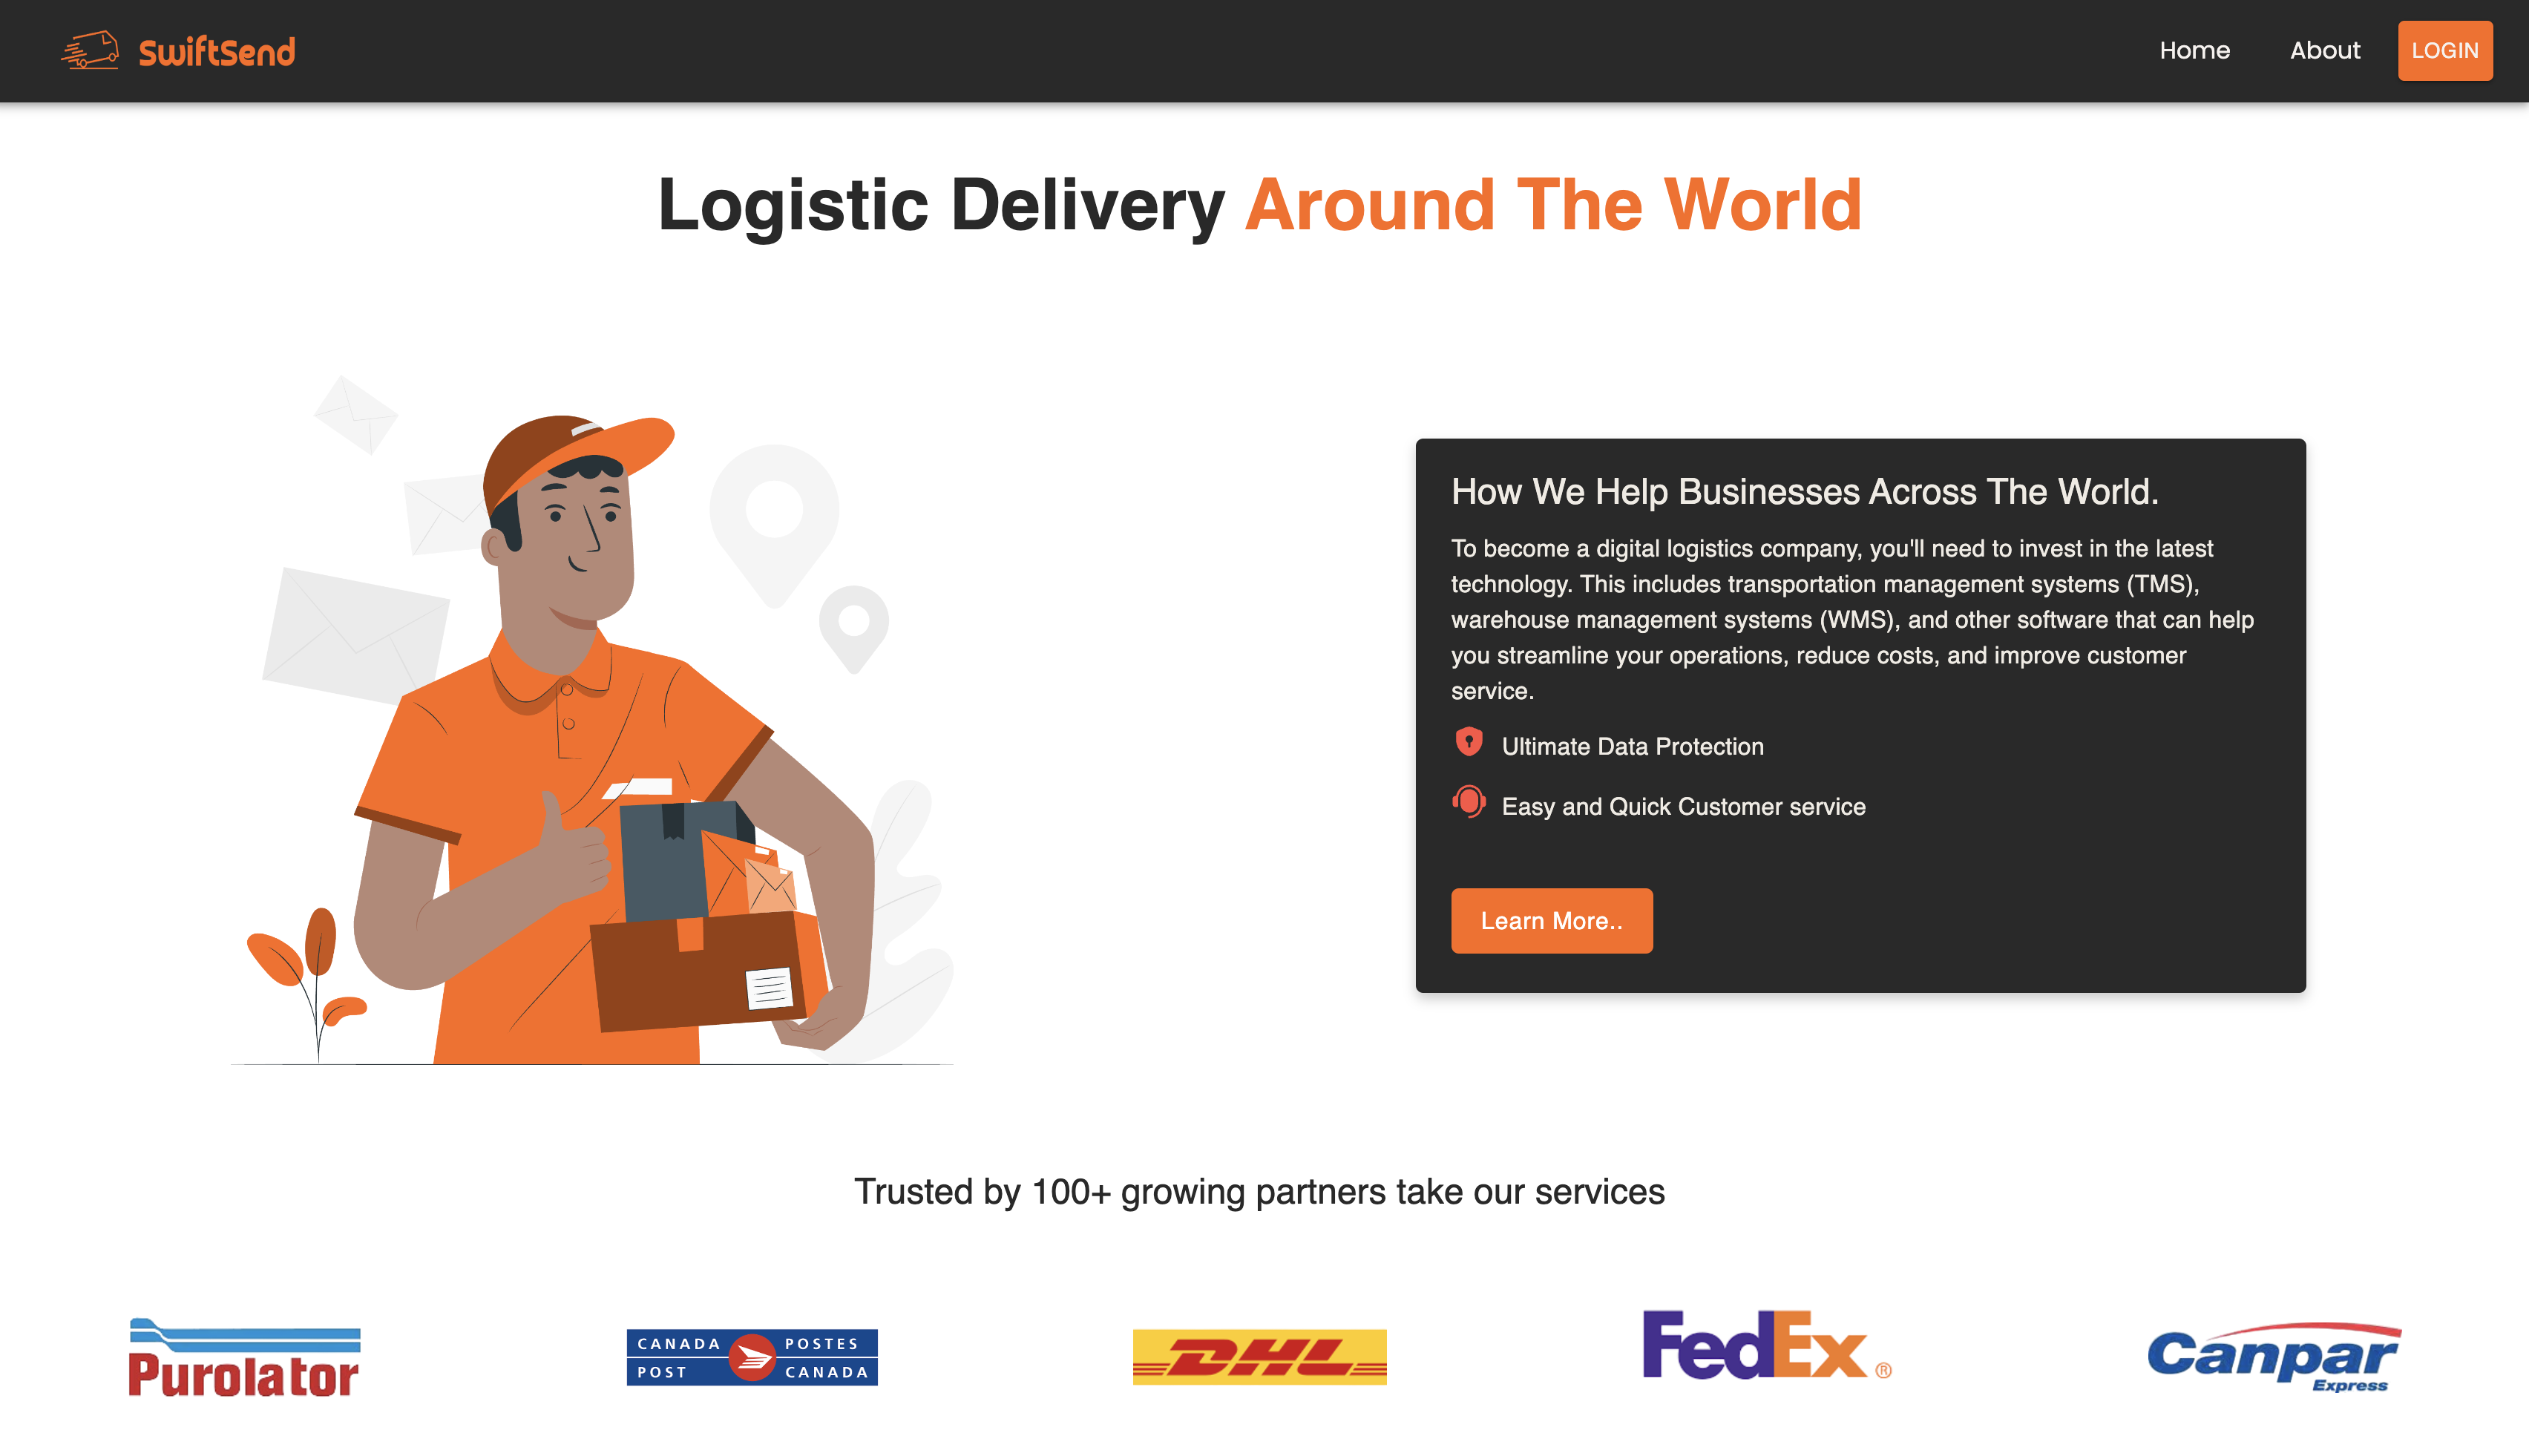 SwiftSend
Home About LOGIN
Logistic Delivery Around The World
How We Help Businesses Across The World.
To become a digital logistics company, you'll need to invest in the latest
technology. This includes transportation management systems (TMS),
warehouse management systems (WMS), and other software that can help
you streamline your operations, reduce costs, and improve customer
service.
Ultimate Data Protection
Easy and Quick Customer service
Learn More..
Trusted by 100+ growing partners take our services
Purolator
CANADA POSTES
POST CANADA
DHL
FedEx ®
Canpar
Express